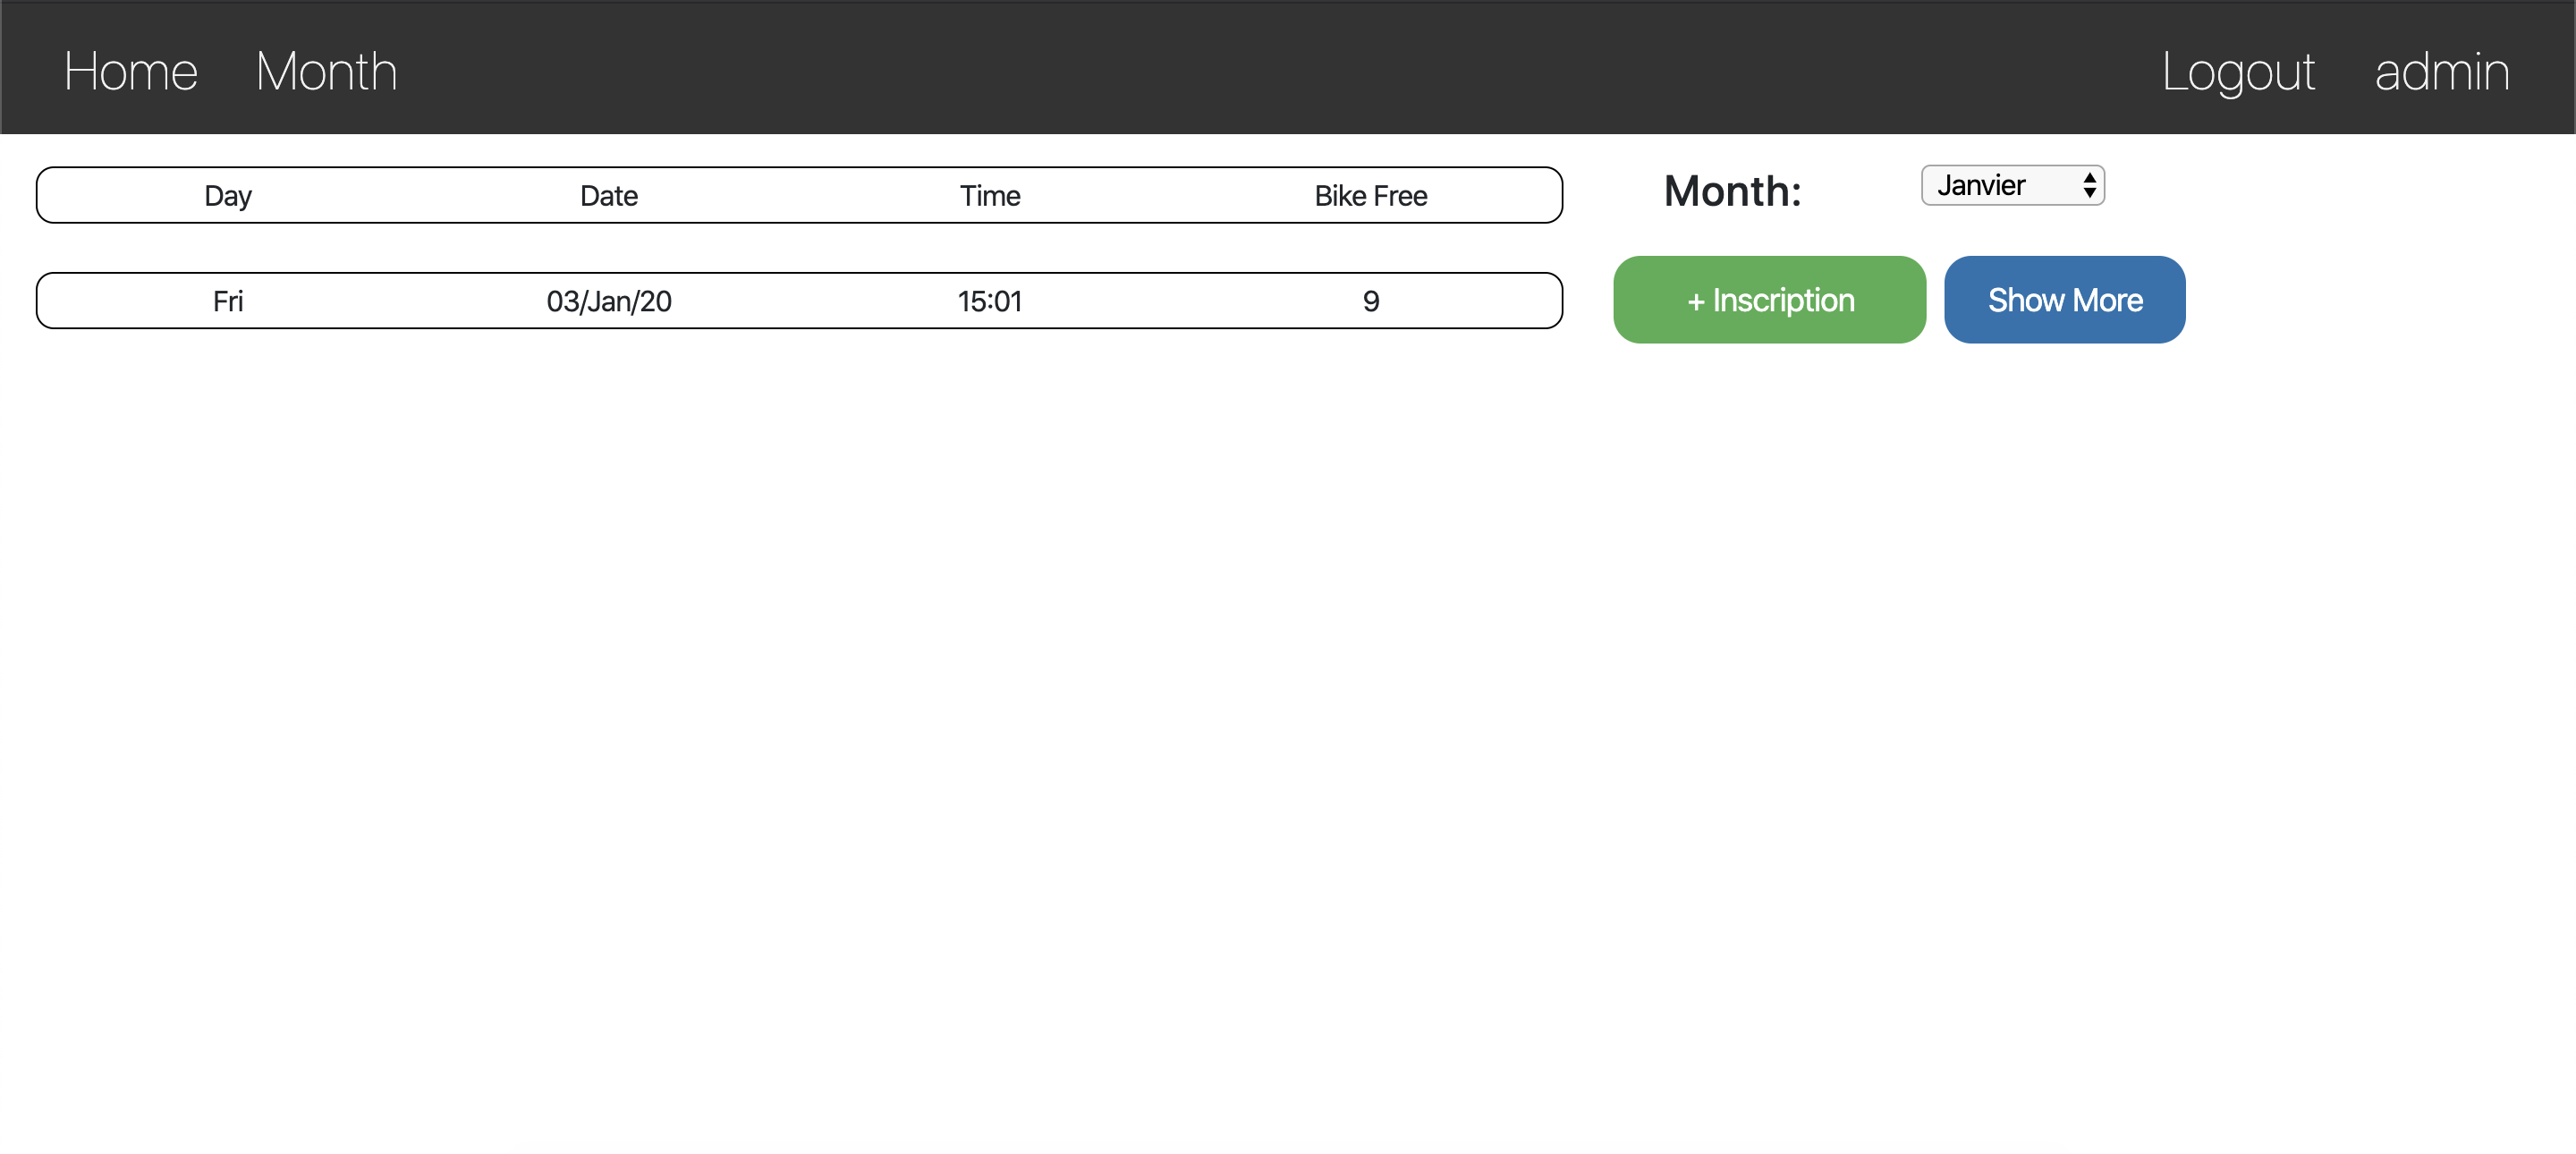 Home Month Logout admin
Day Date Time Bike Free Month: Janvier
Fri 03/Jan/20 15:01 9 + Inscription Show More